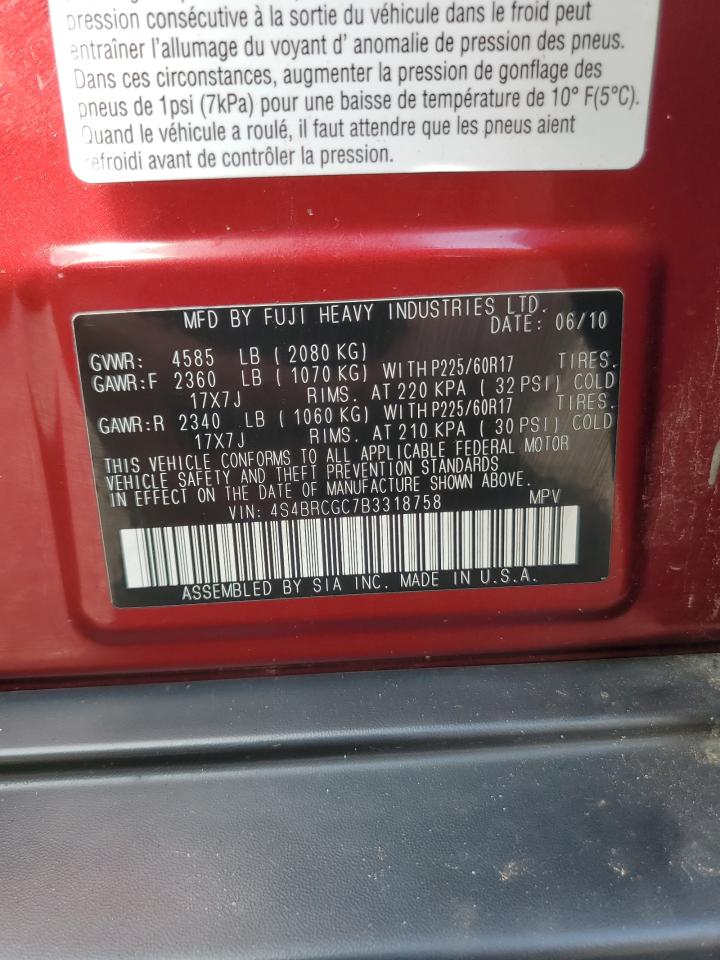 pression consécutive à la sortie du véhicule dans le froid peut
entraîner l'allumage du voyant d' anomalie de pression des pneus.
Dans ces circonstances, augmenter la pression de gonflage des
pneus de 1psi (7kPa) pour une baisse de température de 10° F(5°C).
Quand le véhicule a roulé, il faut attendre que les pneus aient
refroidi avant de contrôler la pression.
MFD BY FUJI HEAVY INDUSTRIES LTD.
DATE: 06/10
GVWR: 4585 LB ( 2080 KG)
GAWR:F 2360 LB ( 1070 KG) WITH P225/60R17 TIRES.
17X7J RIMS. AT 220 KPA ( 32 PSI) COLD
GAWR:R 2340 LB ( 1060 KG) WITH P225/60R17 TIRES.
17X7J RIMS. AT 210 KPA ( 30 PSI) COLD
THIS VEHICLE CONFORMS TO ALL APPLICABLE FEDERAL MOTOR
VEHICLE SAFETY AND THEFT PREVENTION STANDARDS
IN EFFECT ON THE DATE OF MANUFACTURE SHOWN ABOVE.
VIN: 4S4BRCGC7B3318758 MPV
ASSEMBLED BY SIA INC. MADE IN U.S.A.